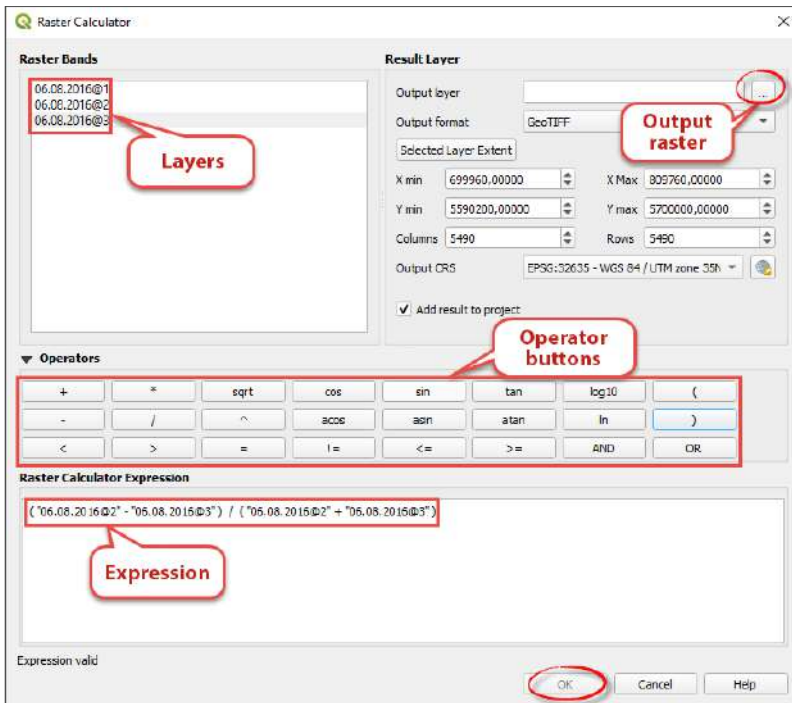 Raster Calculator
Raster Bands
06.08.2016@1
06.08.2016@2
06.08.2016@3
Layers
Result Layer
Output layer
...
Output format GeoTIFF
Output
raster
Selected Layer Extent
X min 699960,00000 X Max 809760,00000
Y min 5590200,00000 Y max 5700000,00000
Columns 5490 Rows 5490
Output CRS EPSG:32635 - WGS 84 / UTM zone 35N
Add result to project
Operators
Operator
buttons
+ * sqrt cos sin tan log10 (
- / ^ acos asin atan ln )
< > = != <= >= AND OR
Raster Calculator Expression
("06.08.2016@2" - "06.08.2016@3") / ("06.08.2016@2" + "06.08.2016@3")
Expression
Expression valid
OK Cancel Help